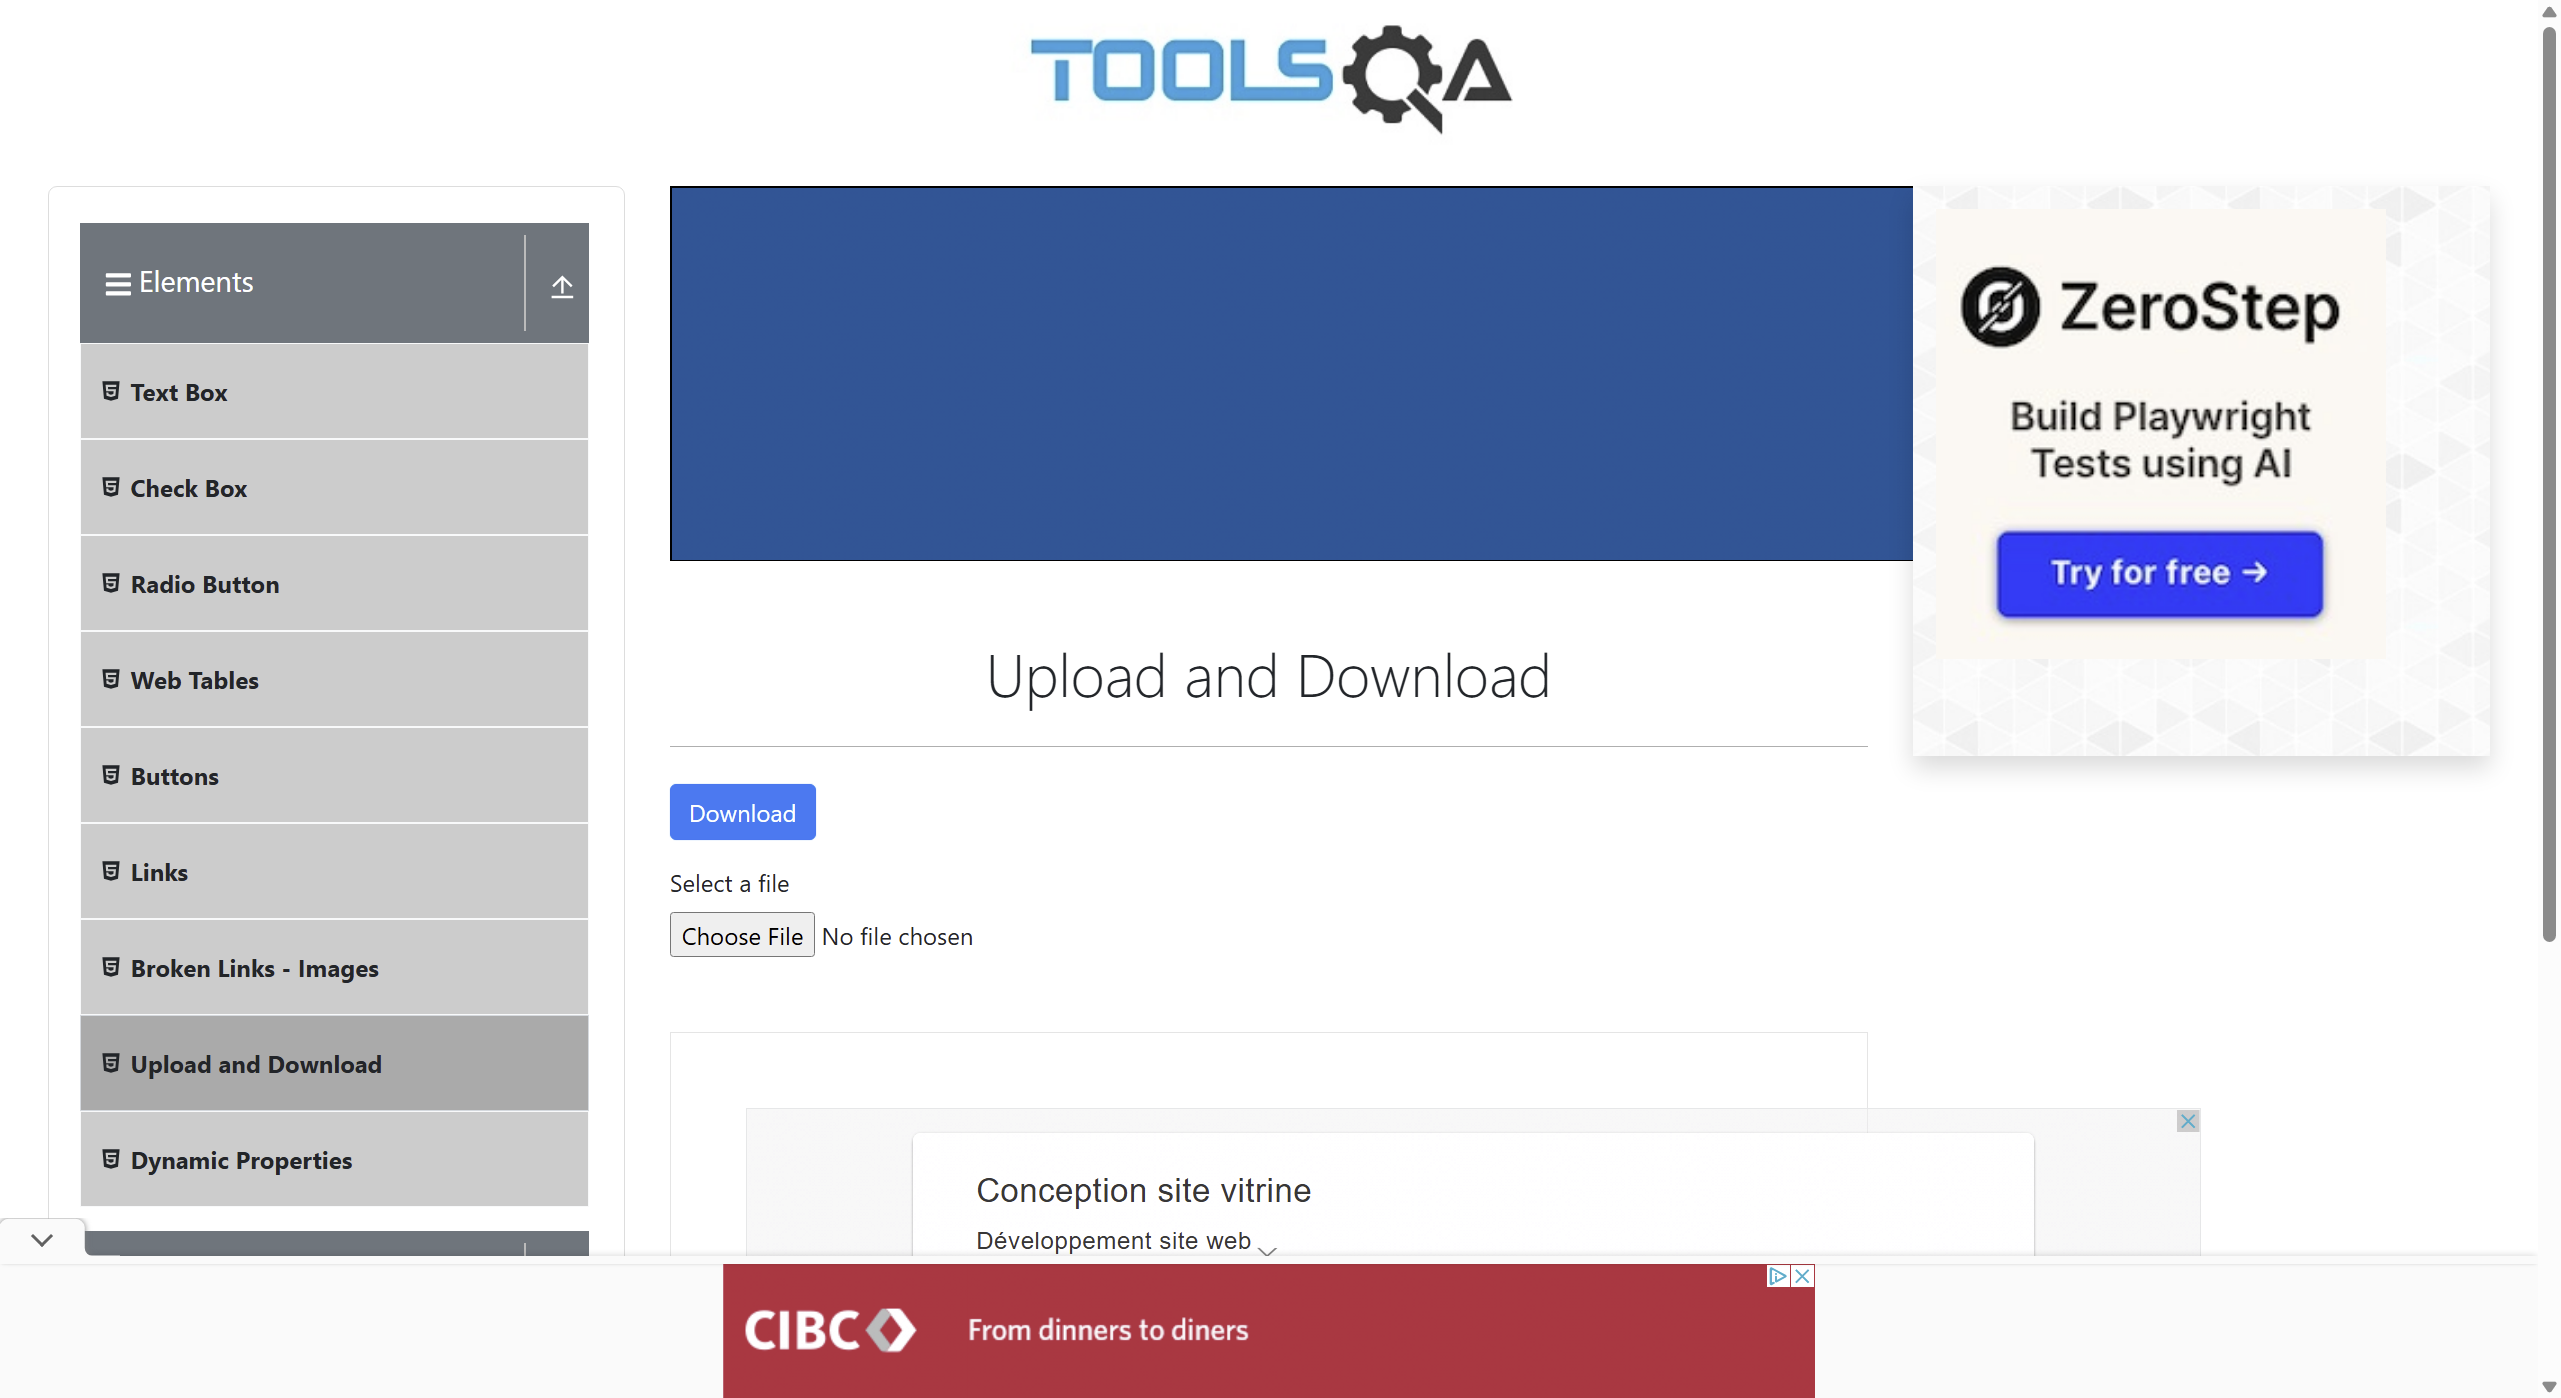 TOOLSQA
Elements
Text Box
Check Box
Radio Button
Web Tables
Buttons
Links
Broken Links - Images
Upload and Download
Dynamic Properties
Upload and Download
Download
Select a file
Choose File No file chosen
Conception site vitrine
Développement site web
ZeroStep
Build Playwright
Tests using AI
Try for free →
CIBC
From dinners to diners